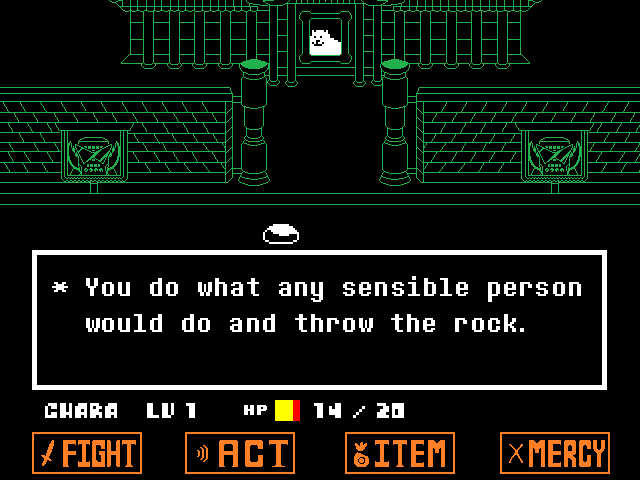 * You do what any sensible person
would do and throw the rock.
CHARA LV 1 HP 14 / 20
FIGHT ACT ITEM MERCY